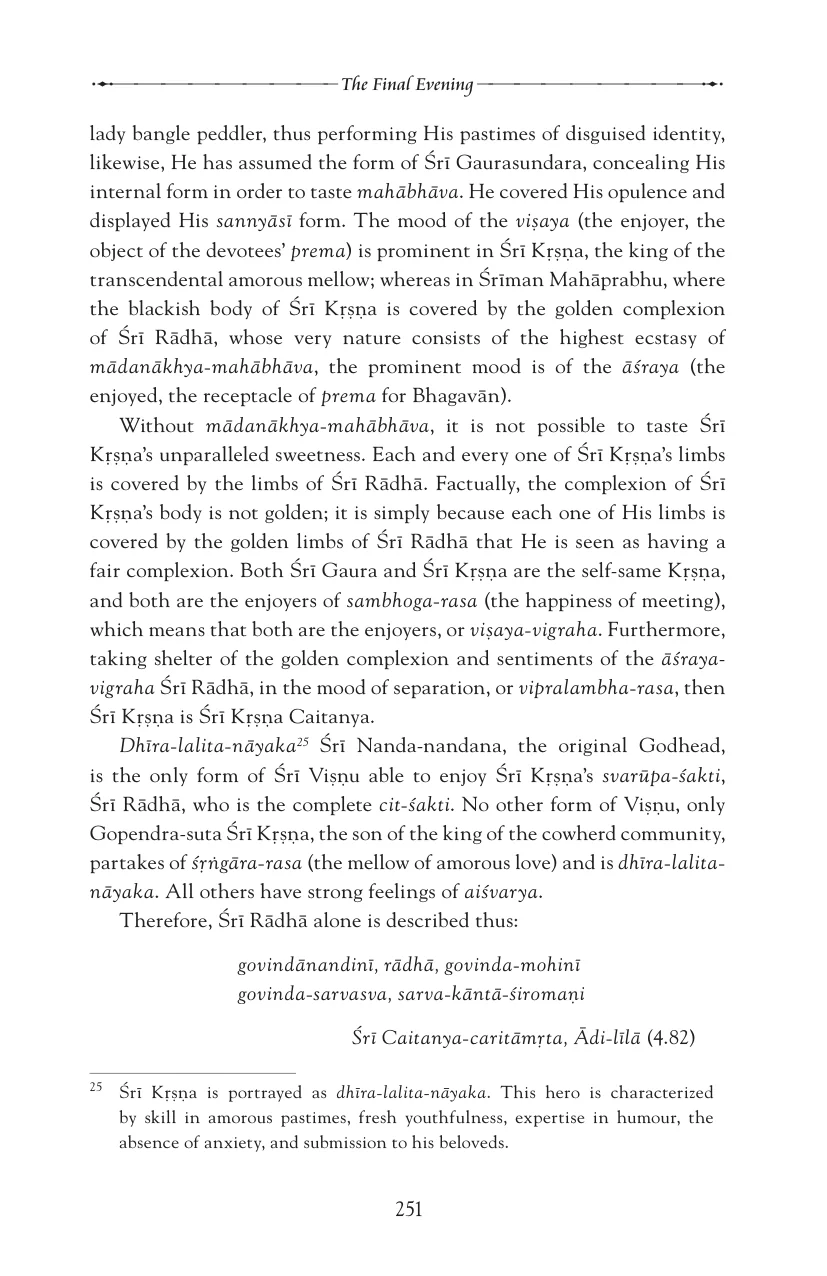 The Final Evening
lady bangle peddler, thus performing His pastimes of disguised identity,
likewise, He has assumed the form of Śrī Gaurasundara, concealing His
internal form in order to taste mahābhāva. He covered His opulence and
displayed His sannyāsī form. The mood of the viṣaya (the enjoyer, the
object of the devotees’ prema) is prominent in Śrī Kṛṣṇa, the king of the
transcendental amorous mellow; whereas in Śrīman Mahāprabhu, where
the blackish body of Śrī Kṛṣṇa is covered by the golden complexion
of Śrī Rādhā, whose very nature consists of the highest ecstasy of
mādanākhya-mahābhāva, the prominent mood is of the āśraya (the
enjoyed, the receptacle of prema for Bhagavān).
Without mādanākhya-mahābhāva, it is not possible to taste Śrī
Kṛṣṇa’s unparalleled sweetness. Each and every one of Śrī Kṛṣṇa’s limbs
is covered by the limbs of Śrī Rādhā. Factually, the complexion of Śrī
Kṛṣṇa’s body is not golden; it is simply because each one of His limbs is
covered by the golden limbs of Śrī Rādhā that He is seen as having a
fair complexion. Both Śrī Gaura and Śrī Kṛṣṇa are the self-same Kṛṣṇa,
and both are the enjoyers of sambhoga-rasa (the happiness of meeting),
which means that both are the enjoyers, or viṣaya-vigraha. Furthermore,
taking shelter of the golden complexion and sentiments of the āśraya-
vigraha Śrī Rādhā, in the mood of separation, or vipralambha-rasa, then
Śrī Kṛṣṇa is Śrī Kṛṣṇa Caitanya.
Dhīra-lalita-nāyaka25 Śrī Nanda-nandana, the original Godhead,
is the only form of Śrī Viṣṇu able to enjoy Śrī Kṛṣṇa’s svarūpa-śakti,
Śrī Rādhā, who is the complete cit-śakti. No other form of Viṣṇu, only
Gopendra-suta Śrī Kṛṣṇa, the son of the king of the cowherd community,
partakes of śṛṅgāra-rasa (the mellow of amorous love) and is dhīra-lalita-
nāyaka. All others have strong feelings of aiśvarya.
Therefore, Śrī Rādhā alone is described thus:
govindānandinī, rādhā, govinda-mohinī
govinda-sarvasva, sarva-kāntā-śiromaṇi
Śrī Caitanya-caritāmṛta, Ādi-līlā (4.82)
25 Śrī Kṛṣṇa is portrayed as dhīra-lalita-nāyaka. This hero is characterized
by skill in amorous pastimes, fresh youthfulness, expertise in humour, the
absence of anxiety, and submission to his beloveds.
251